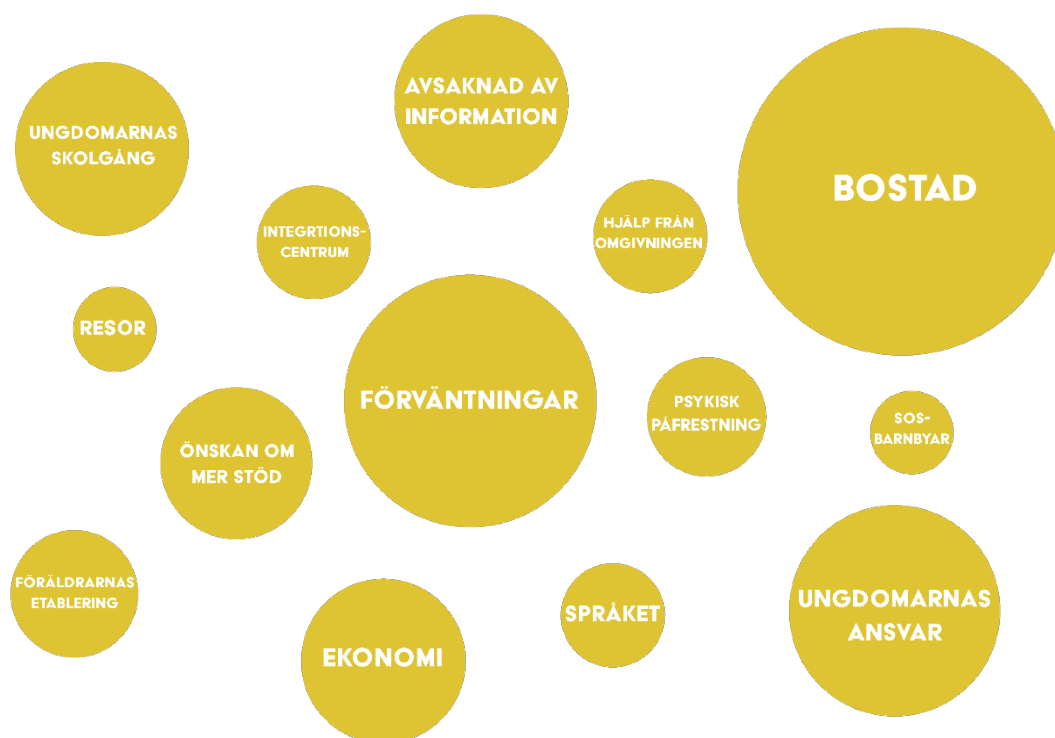 AVSAKNAD AV
INFORMATION
UNGDOMARNAS
SKOLGÅNG
BOSTAD
INTEGRTIONS-
CENTRUM
HJÄLP FRÅN
OMGIVNINGEN
RESOR
FÖRVÄNTNINGAR
PSYKISK
PÅFRESTNING
SOS-
BARNBYAR
ÖNSKAN OM
MER STÖD
FÖRÄLDRARNAS
ETABLERING
EKONOMI
SPRÅKET
UNGDOMARNAS
ANSVAR